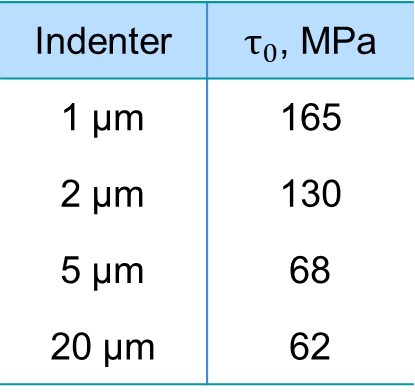 Indenter τ₀, MPa
1 µm 165
2 µm 130
5 µm 68
20 µm 62